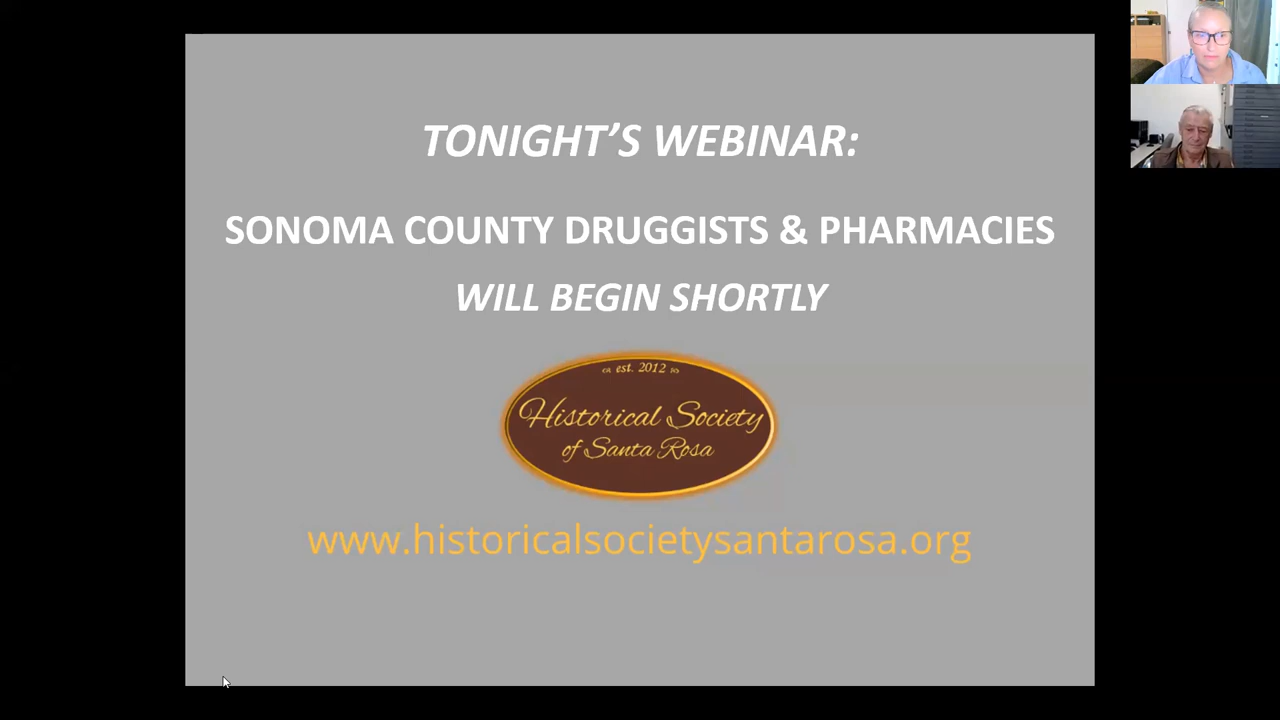 TONIGHT’S WEBINAR:
SONOMA COUNTY DRUGGISTS & PHARMACIES
WILL BEGIN SHORTLY
est. 2012
Historical Society
of Santa Rosa
www.historicalsocietysantarosa.org